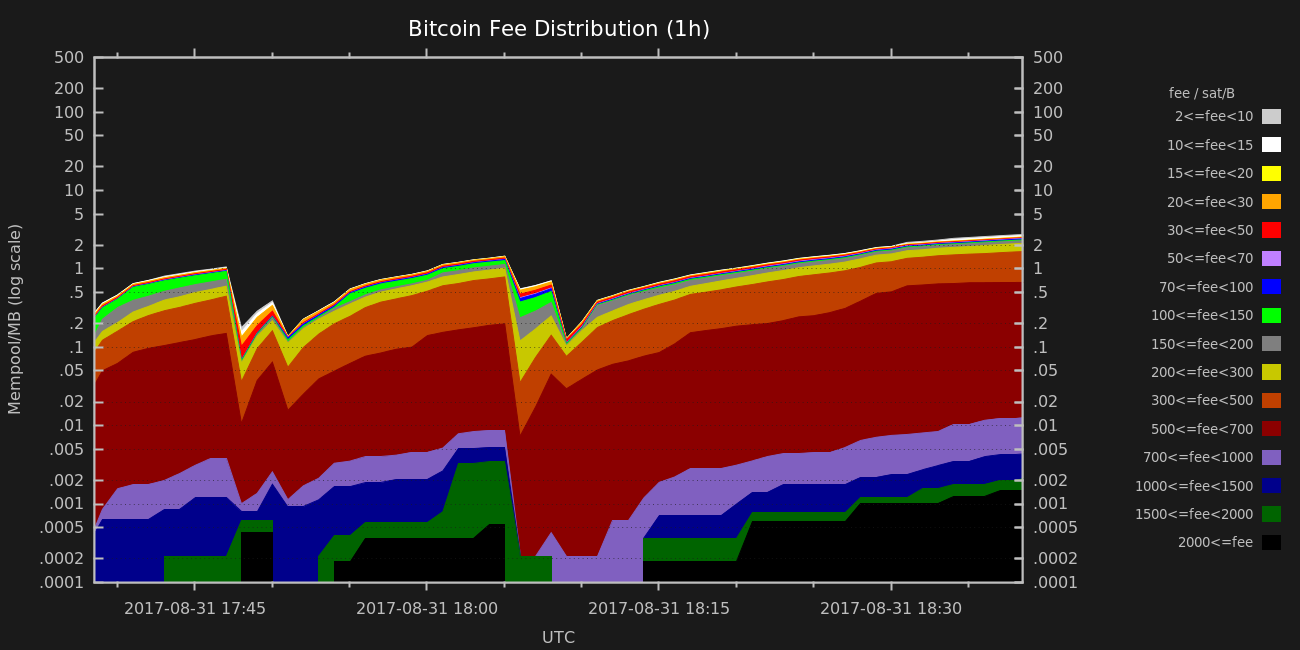 Bitcoin Fee Distribution (1h)
500 500
200 200
100 100
50 50
20 20
10 10
5 5
2 2
1 1
.5 .5
.2 .2
.1 .1
.05 .05
.02 .02
.01 .01
.005 .005
.002 .002
.001 .001
.0005 .0005
.0002 .0002
.0001 .0001
Mempool/MB (log scale)
2017-08-31 17:45 2017-08-31 18:00 2017-08-31 18:15 2017-08-31 18:30
UTC
fee / sat/B
2<=fee<10
10<=fee<15
15<=fee<20
20<=fee<30
30<=fee<50
50<=fee<70
70<=fee<100
100<=fee<150
150<=fee<200
200<=fee<300
300<=fee<500
500<=fee<700
700<=fee<1000
1000<=fee<1500
1500<=fee<2000
2000<=fee